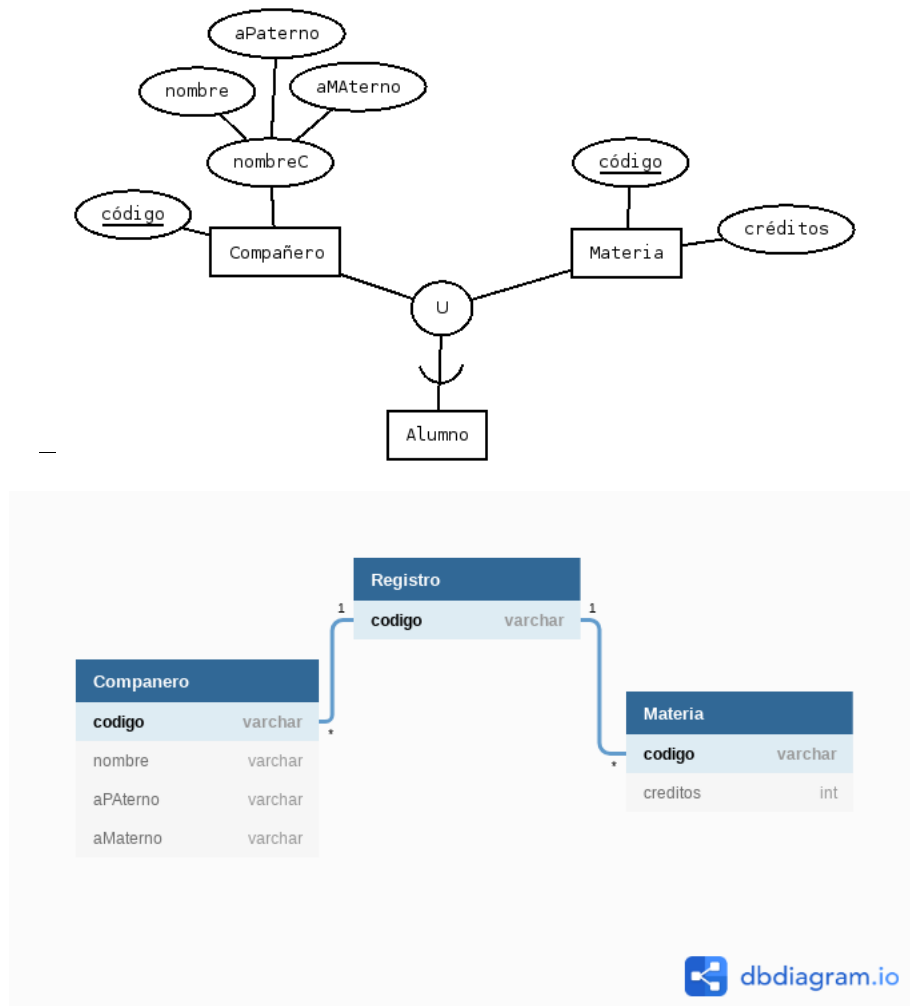 aPaterno
nombre
aMAterno
nombreC
código
código
créditos
Compañero
Materia
U
Alumno
Registro
1
codigo varchar
1
Companero
codigo varchar
*
nombre varchar
aPAterno varchar
aMaterno varchar
Materia
codigo varchar
*
creditos int
dbdiagram.io